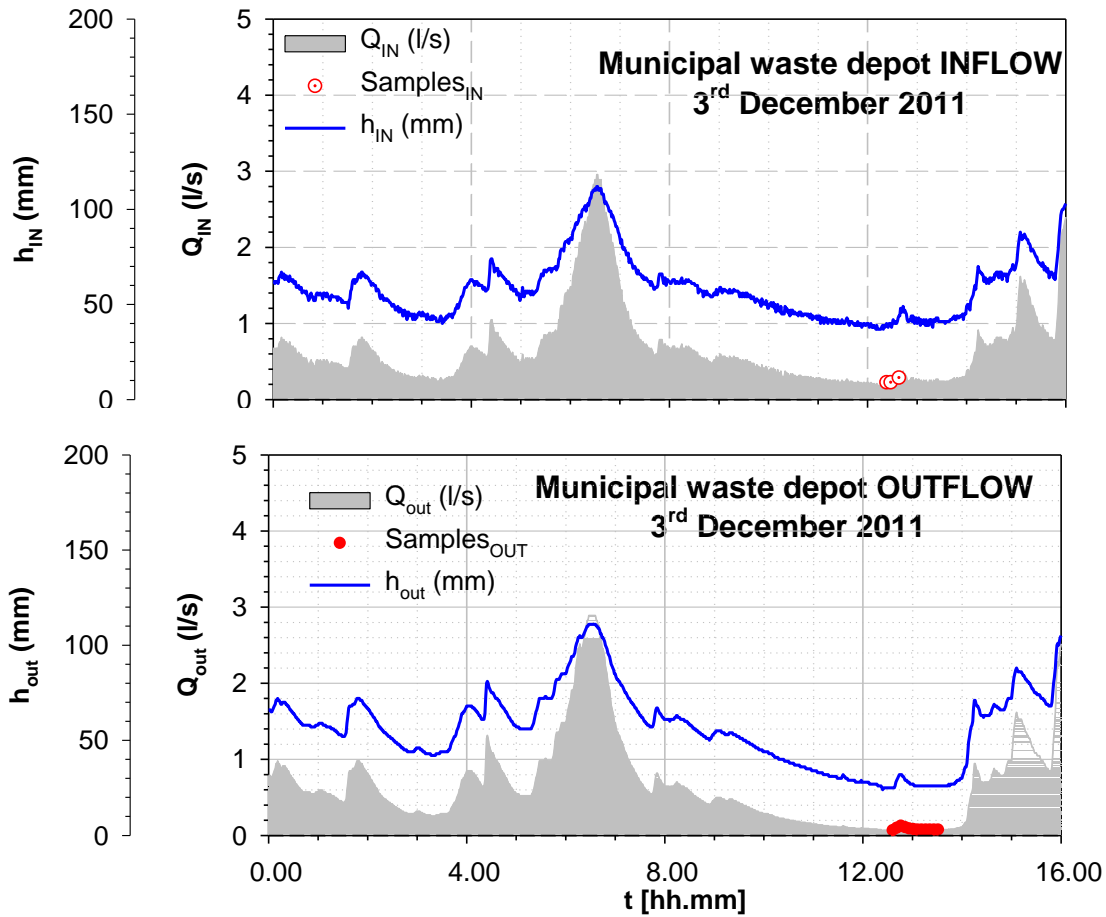 200
150
100
50
0
h_IN (mm)
5
4
3
2
1
0
Q_IN (l/s)
Q_IN (l/s)
Samples_IN
h_IN (mm)
Municipal waste depot INFLOW
3rd December 2011
200
150
100
50
0
h_out (mm)
5
4
3
2
1
0
Q_out (l/s)
Q_out (l/s)
Samples_OUT
h_out (mm)
Municipal waste depot OUTFLOW
3rd December 2011
0.00 4.00 8.00 12.00 16.00
t [hh.mm]